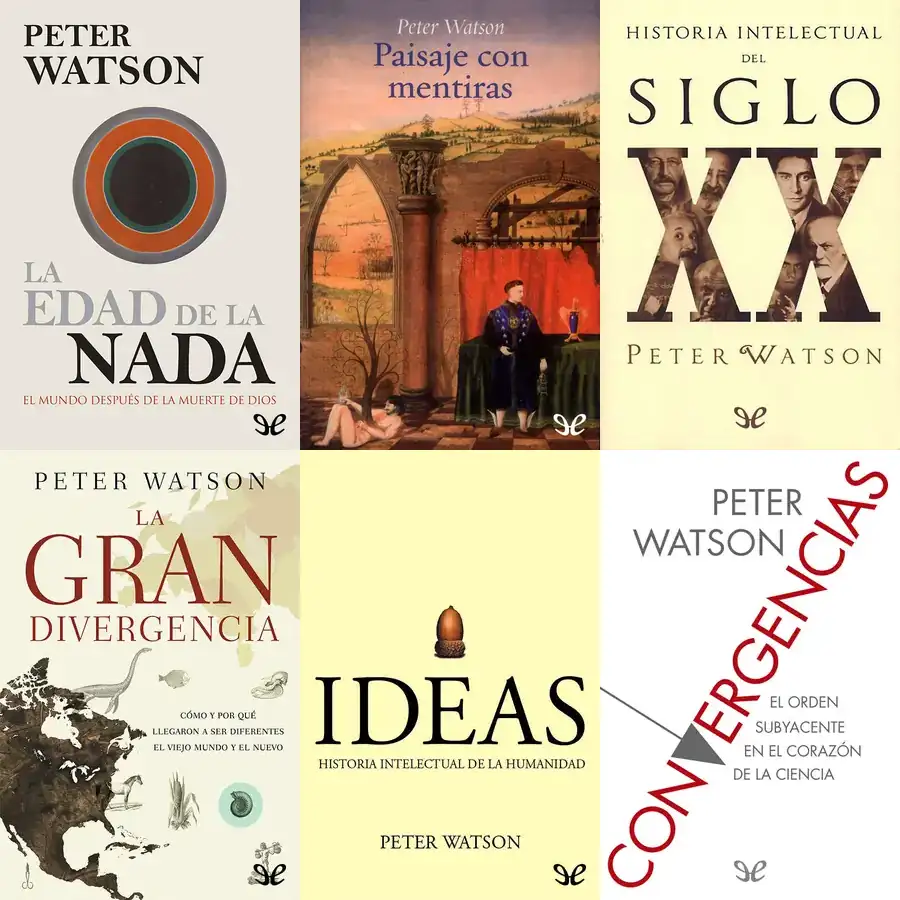 PETER
WATSON
LA
EDAD DE LA
NADA
EL MUNDO DESPUÉS DE LA MUERTE DE DIOS
Peter Watson
Paisaje con
mentiras
HISTORIA INTELECTUAL
DEL
SIGLO
XX
PETER WATSON
PETER WATSON
LA
GRAN
DIVERGENCIA
CÓMO Y POR QUÉ
LLEGARON A SER DIFERENTES
EL VIEJO MUNDO Y EL NUEVO
IDEAS
HISTORIA INTELECTUAL DE LA HUMANIDAD
PETER WATSON
PETER
WATSON
CONVERGENCIAS
EL ORDEN
SUBYACENTE
EN EL CORAZÓN
DE LA CIENCIA